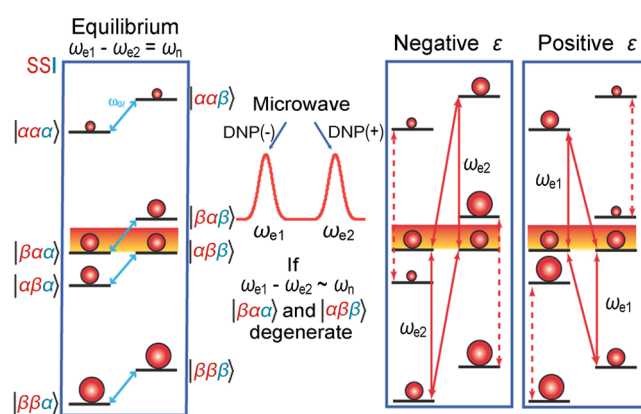 Equilibrium
ωe1 - ωe2 = ωn
SSI
ω0I
|ααα⟩
|ααβ⟩
|βαβ⟩
|βαα⟩
|αββ⟩
|αβα⟩
|βββ⟩
|ββα⟩
Microwave
DNP(-)
DNP(+)
ωe1
ωe2
If
ωe1 - ωe2 ~ ωn
|βαα⟩ and |αββ⟩
degenerate
Negative ε
ωe2
ωe2
Positive ε
ωe1
ωe1